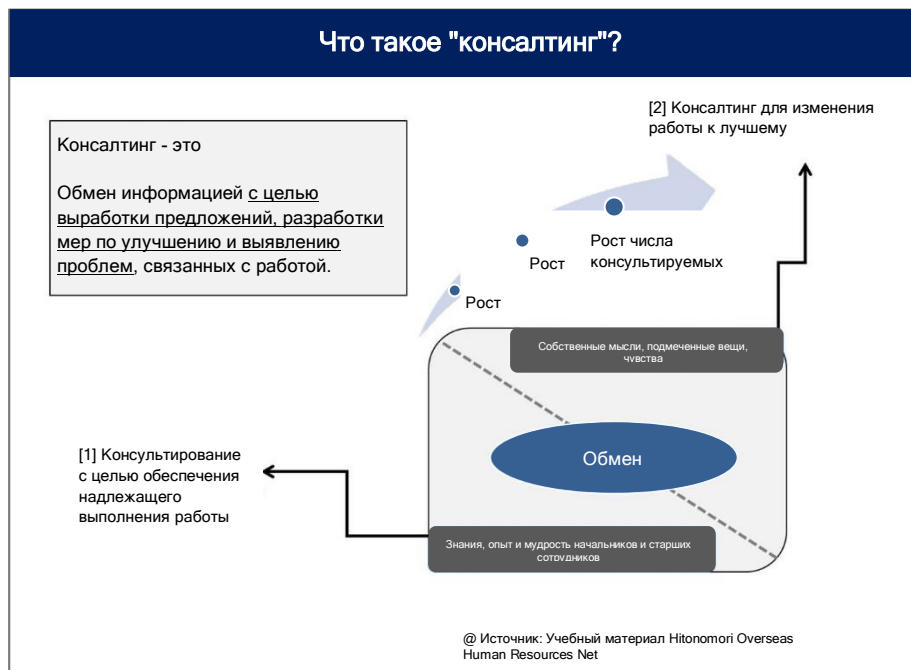 Что такое "консалтинг"?
[2] Консалтинг для изменения
работы к лучшему
Консалтинг - это
Обмен информацией с целью
выработки предложений, разработки
мер по улучшению и выявлению
проблем, связанных с работой.
Рост числа
консультируемых
Рост
Рост
Собственные мысли, подмеченные вещи,
чувства
Обмен
[1] Консультирование
с целью обеспечения
надлежащего
выполнения работы
Знания, опыт и мудрость начальников и старших
сотрудников
@ Источник: Учебный материал Hitonomori Overseas
Human Resources Net